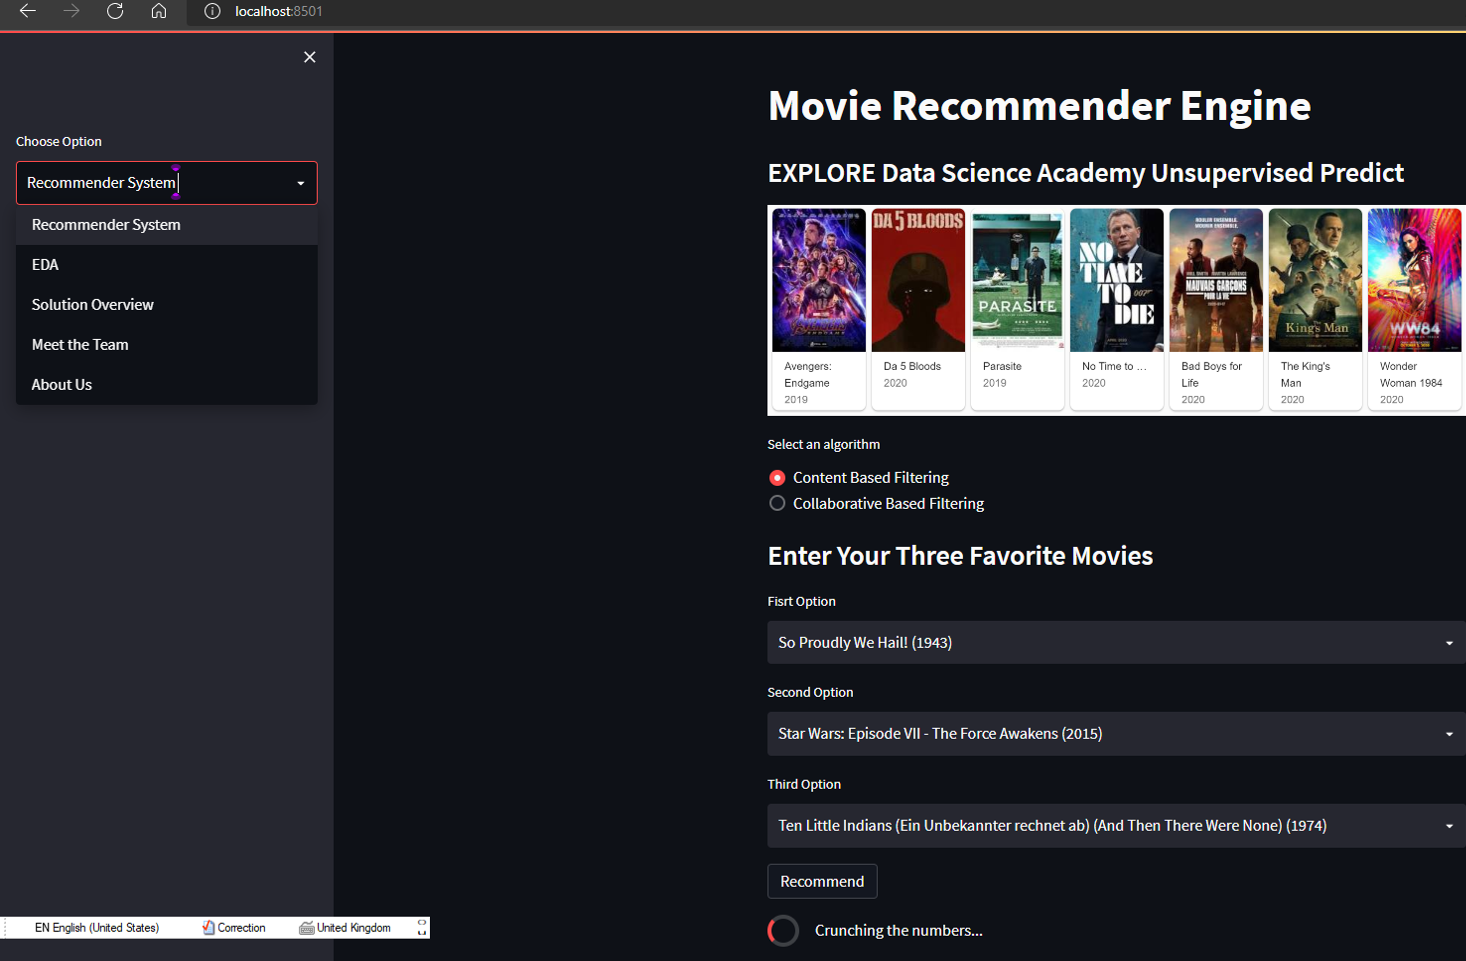 localhost:8501
Choose Option
Recommender System
Recommender System
EDA
Solution Overview
Meet the Team
About Us
Movie Recommender Engine
EXPLORE Data Science Academy Unsupervised Predict
DA 5 BLOODS
PARASITE
NO
TIME
TO
DIE
007
MAUVAIS GARÇONS
POUR LA VIE
King's Man
WW84
Avengers:
Endgame
2019
Da 5 Bloods
2020
Parasite
2019
No Time to ...
2020
Bad Boys for
Life
2020
The King's
Man
2020
Wonder
Woman 1984
2020
Select an algorithm
Content Based Filtering
Collaborative Based Filtering
Enter Your Three Favorite Movies
Fisrt Option
So Proudly We Hail! (1943)
Second Option
Star Wars: Episode VII - The Force Awakens (2015)
Third Option
Ten Little Indians (Ein Unbekannter rechnet ab) (And Then There Were None) (1974)
Recommend
Crunching the numbers...
EN English (United States) Correction United Kingdom